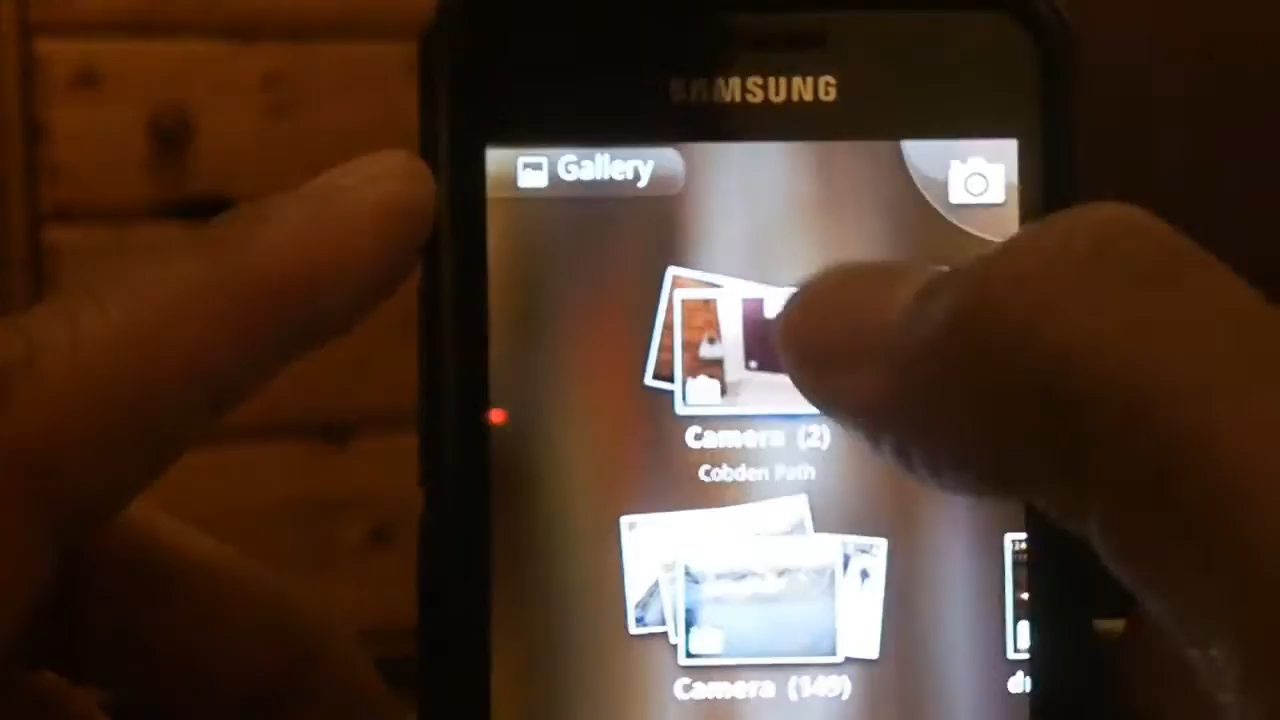 SAMSUNG
Gallery
Camera (2)
Cobden Path
Camera (149)